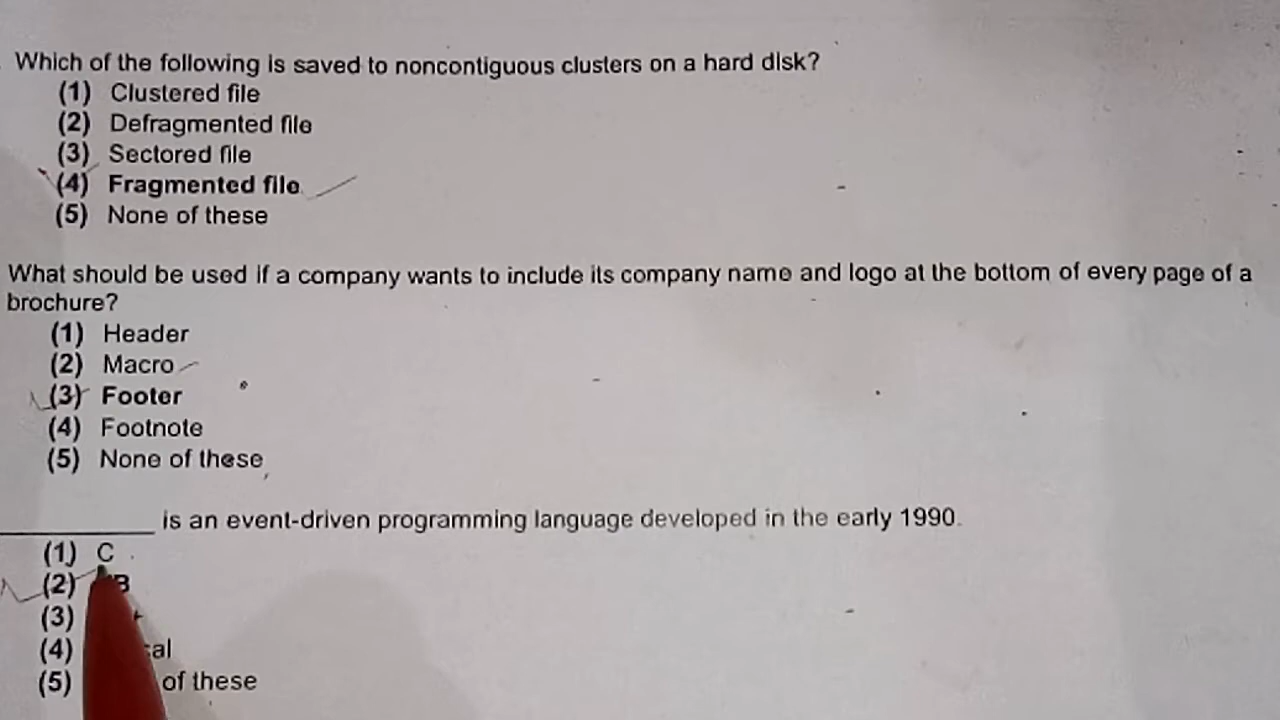 Which of the following is saved to noncontiguous clusters on a hard disk?
(1) Clustered file
(2) Defragmented file
(3) Sectored file
(4) Fragmented file
(5) None of these
What should be used if a company wants to include its company name and logo at the bottom of every page of a
brochure?
(1) Header
(2) Macro
(3) Footer
(4) Footnote
(5) None of these
__________ is an event-driven programming language developed in the early 1990.
(1) C
(2)
(3)
(4)
(5) of these